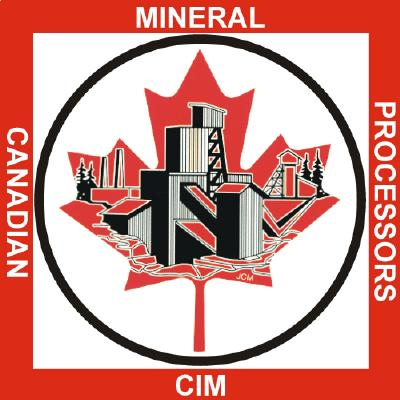 MINERAL
CANADIAN
PROCESSORS
JCM
CIM